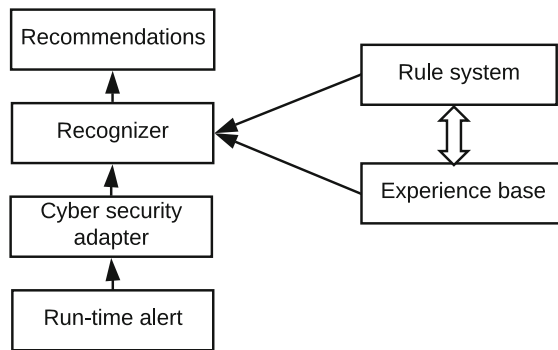 Recommendations
Rule system
Recognizer
Experience base
Cyber security
adapter
Run-time alert